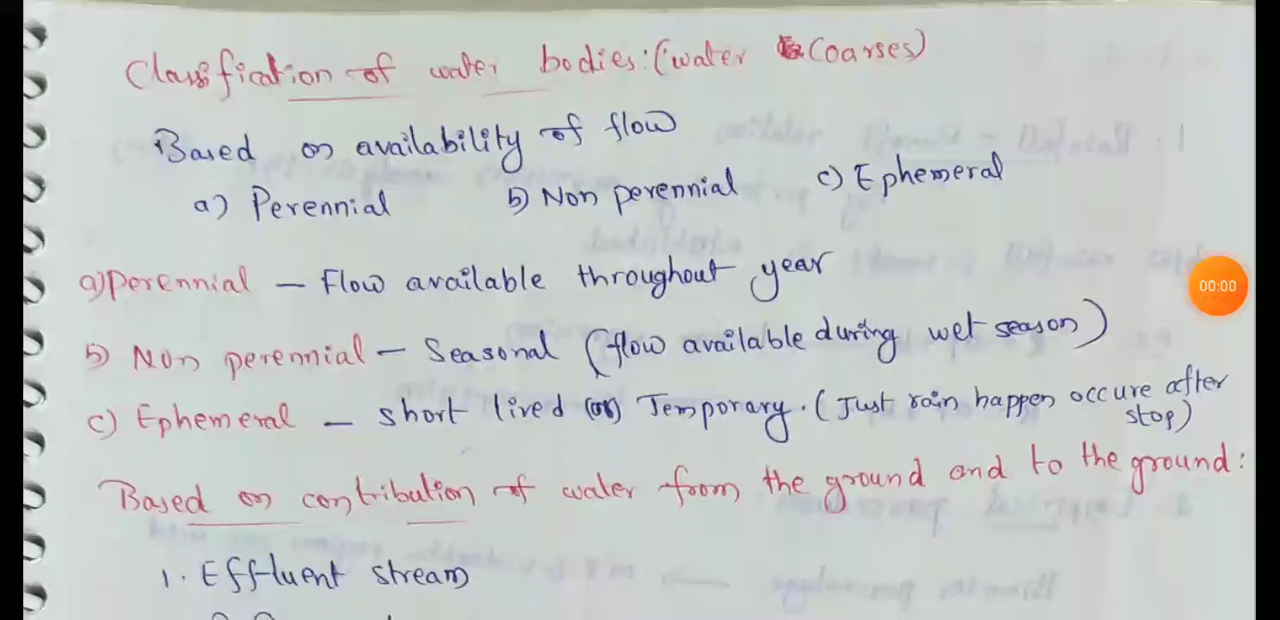 Classification of water bodies: (water Coarses)
Based on availability of flow
a) Perennial b) Non perennial c) Ephemeral
a) perennial – Flow available throughout year
b) Non perennial – Seasonal (flow available during wet season)
c) Ephemeral – short lived (or) Temporary. (Just rain happen occure after
stop)
Based on contribution of water from the ground and to the ground:
1. Effluent stream
00:00